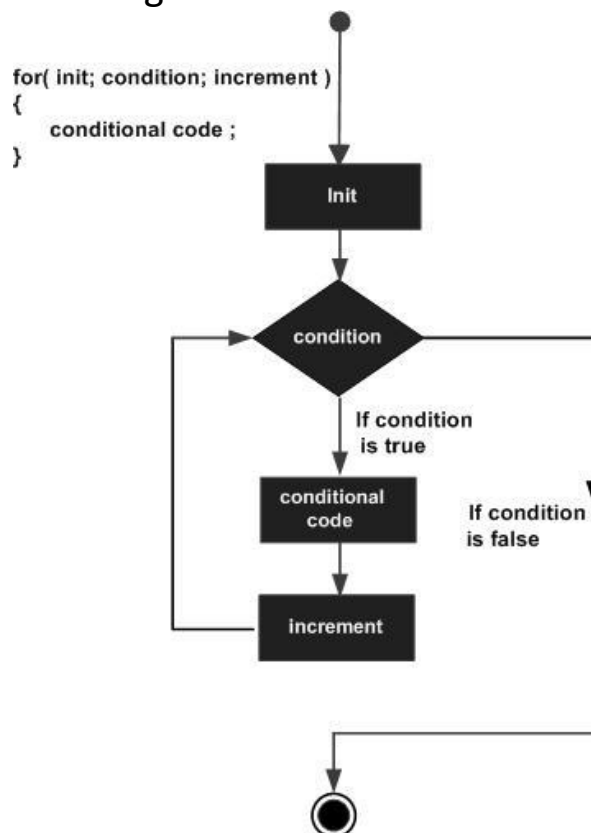 for( init; condition; increment )
{
conditional code ;
}
Init
condition
If condition
is true
conditional
code
If condition
is false
increment